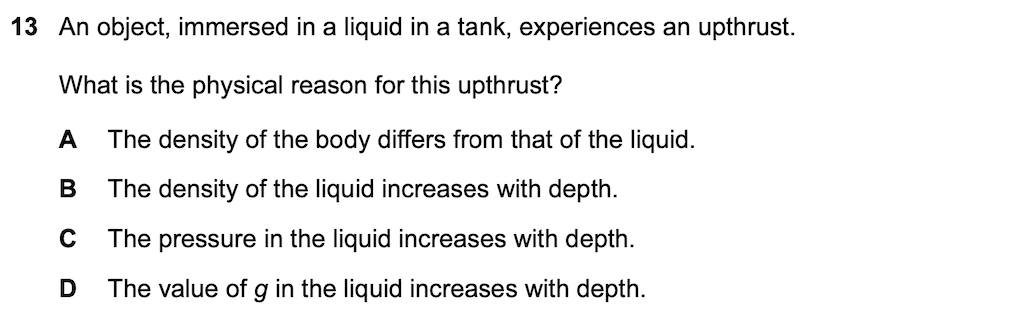 13 An object, immersed in a liquid in a tank, experiences an upthrust.
What is the physical reason for this upthrust?
A The density of the body differs from that of the liquid.
B The density of the liquid increases with depth.
C The pressure in the liquid increases with depth.
D The value of g in the liquid increases with depth.